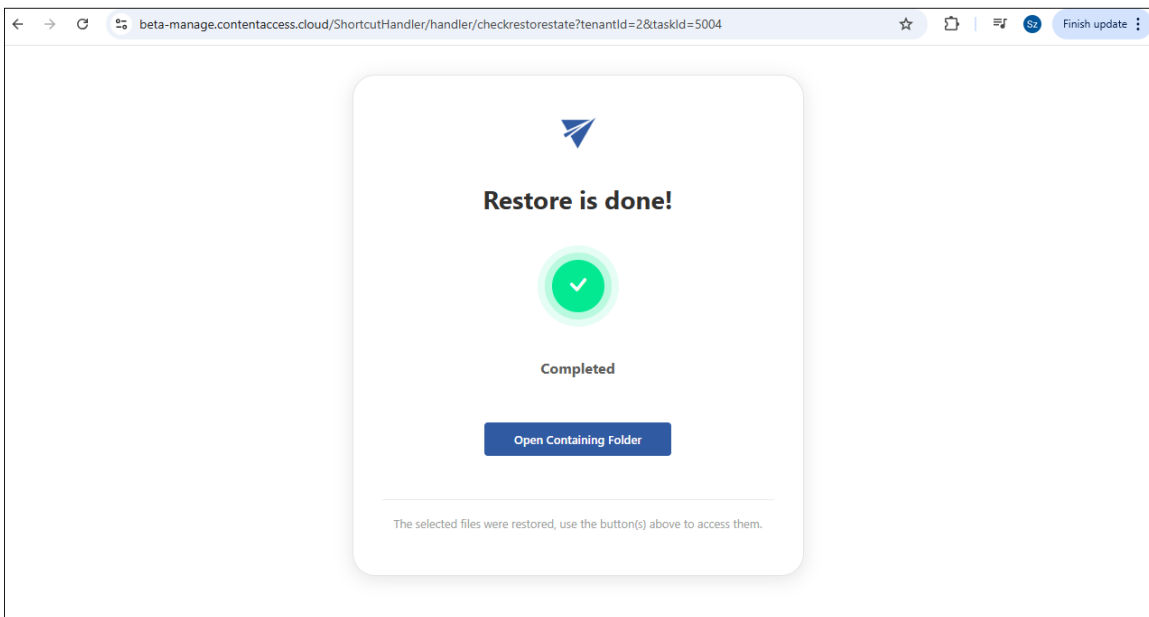 beta-manage.contentaccess.cloud/ShortcutHandler/handler/checkrestorestate?tenantId=2&taskId=5004
Sz
Finish update
Restore is done!
Completed
Open Containing Folder
The selected files were restored, use the button(s) above to access them.